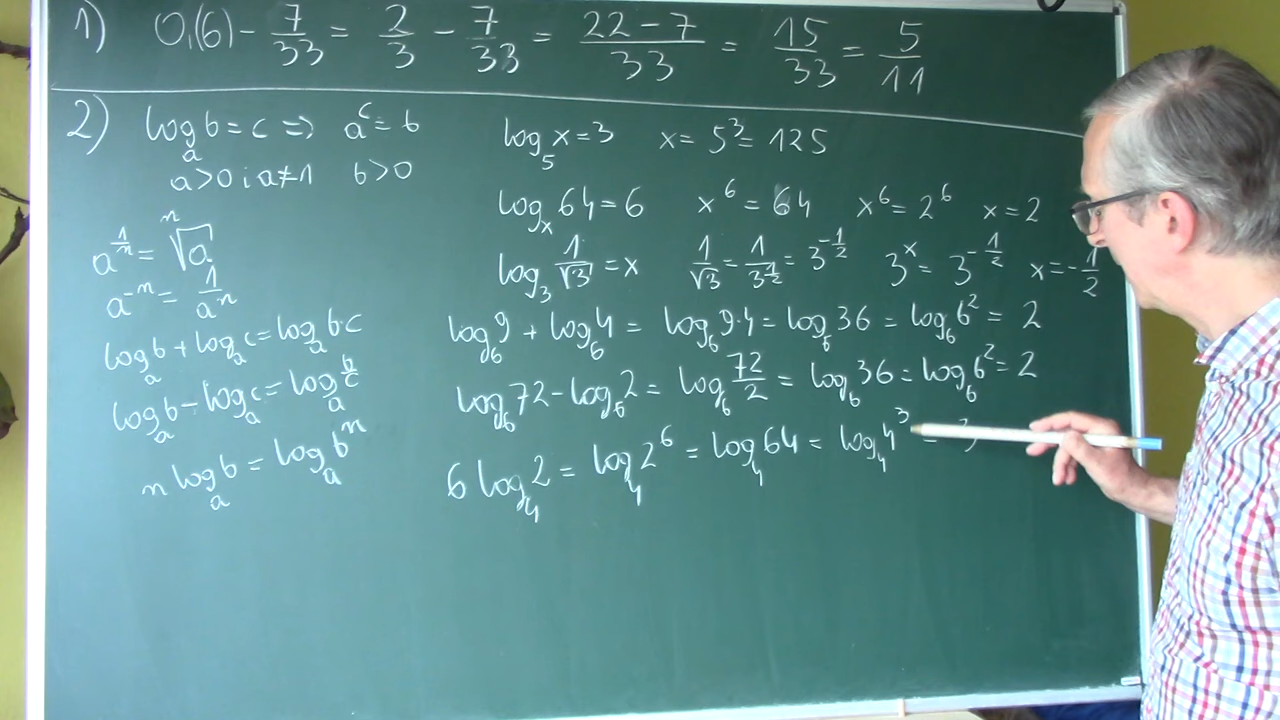 1) 0,(6) - 7/33 = 2/3 - 7/33 = (22-7)/33 = 15/33 = 5/11
2) log_a b = c => a^c = b
a>0 i a≠1 b>0
a^(1/n) = ⁿ√a
a^(-n) = 1/a^n
log_a b + log_a c = log_a b·c
log_a b - log_a c = log_a b/c
n log_a b = log_a b^n
log_5 x = 3 x = 5^3 = 125
log_x 64 = 6 x^6 = 64 x^6 = 2^6 x = 2
log_3 1/√3 = x 1/√3 = 1/3^(1/2) = 3^(-1/2) 3^x = 3^(-1/2) x = -1/2
log_6 9 + log_6 4 = log_6 9·4 = log_6 36 = log_6 6^2 = 2
log_6 72 - log_6 2 = log_6 72/2 = log_6 36 = log_6 6^2 = 2
6 log_4 2 = log_4 2^6 = log_4 64 = log_4 4^3 = 3